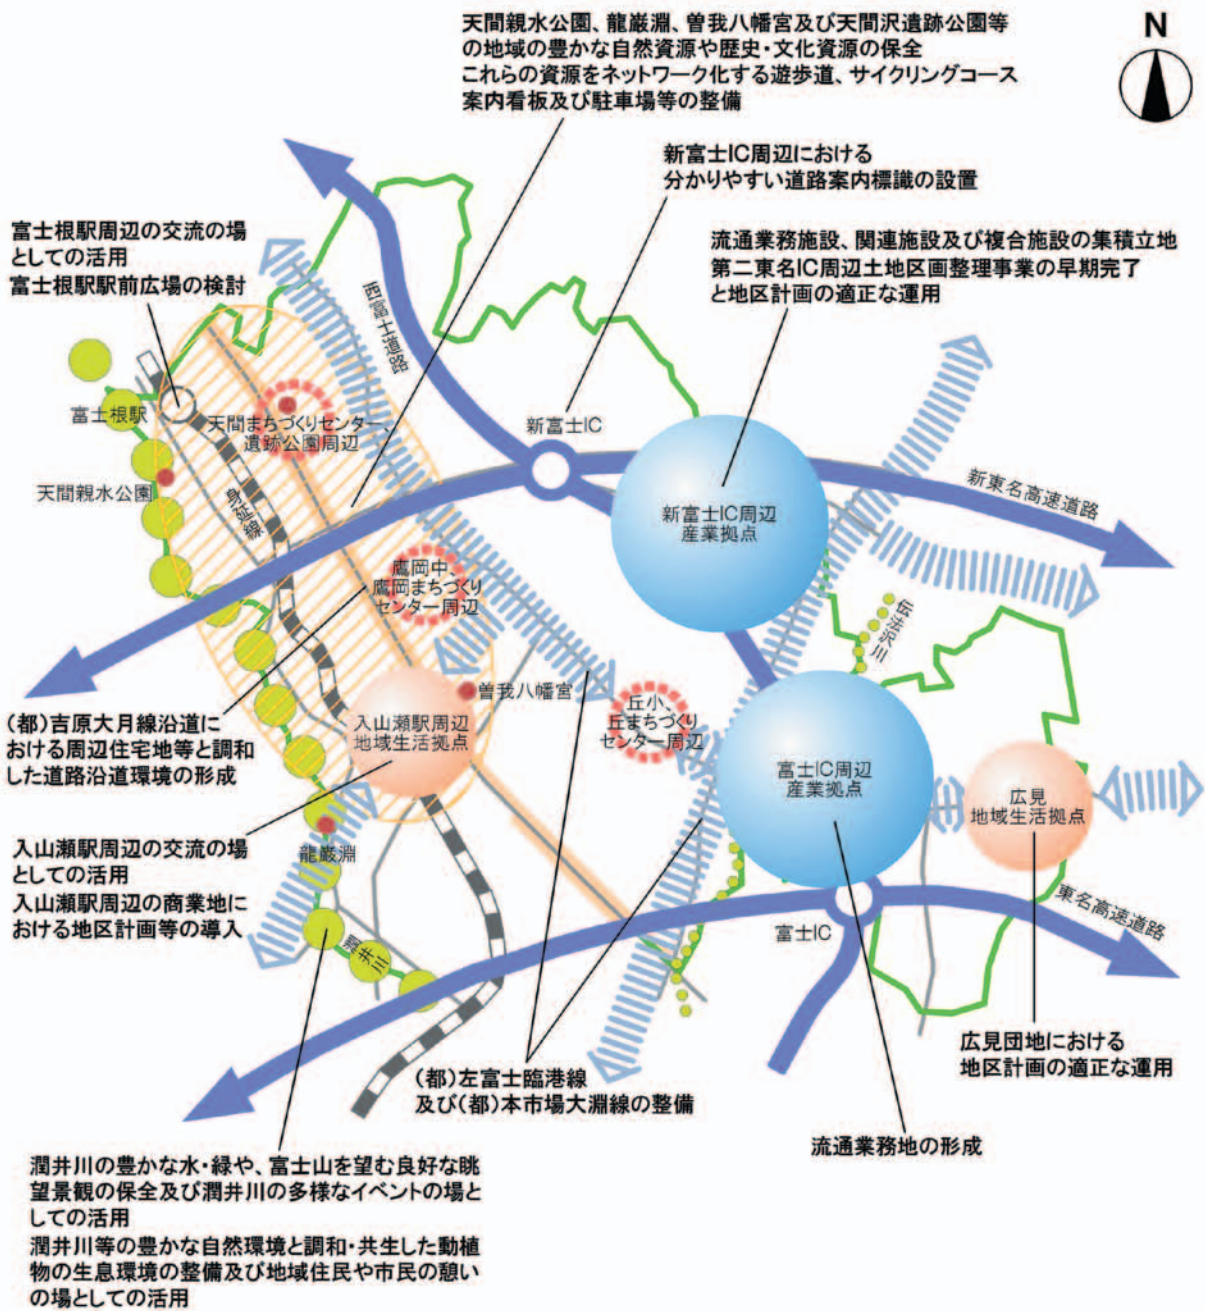 天間親水公園、龍巌淵、曽我八幡宮及び天間沢遺跡公園等
の地域の豊かな自然資源や歴史・文化資源の保全
これらの資源をネットワーク化する遊歩道、サイクリングコース
案内看板及び駐車場等の整備
N
新富士IC周辺における
分かりやすい道路案内標識の設置
富士根駅周辺の交流の場
としての活用
富士根駅駅前広場の検討
流通業務施設、関連施設及び複合施設の集積立地
第二東名IC周辺土地区画整理事業の早期完了
と地区計画の適正な運用
西富士道路
富士根駅
天間まちづくりセンター、
遺跡公園周辺
新富士IC
天間親水公園
身延線
新東名高速道路
新富士IC周辺
産業拠点
鷹岡中、
鷹岡まちづくり
センター周辺
伝法沢川
曽我八幡宮
(都)吉原大月線沿道に
おける周辺住宅地等と調和
した道路沿道環境の形成
入山瀬駅周辺
地域生活拠点
丘小、
丘まちづくり
センター周辺
富士IC周辺
産業拠点
広見
地域生活拠点
入山瀬駅周辺の交流の場
としての活用
入山瀬駅周辺の商業地に
おける地区計画等の導入
龍巌淵
潤井川
富士IC
東名高速道路
広見団地における
地区計画の適正な運用
(都)左富士臨港線
及び(都)本市場大淵線の整備
流通業務地の形成
潤井川の豊かな水・緑や、富士山を望む良好な眺
望景観の保全及び潤井川の多様なイベントの場と
しての活用
潤井川等の豊かな自然環境と調和・共生した動植
物の生息環境の整備及び地域住民や市民の憩い
の場としての活用